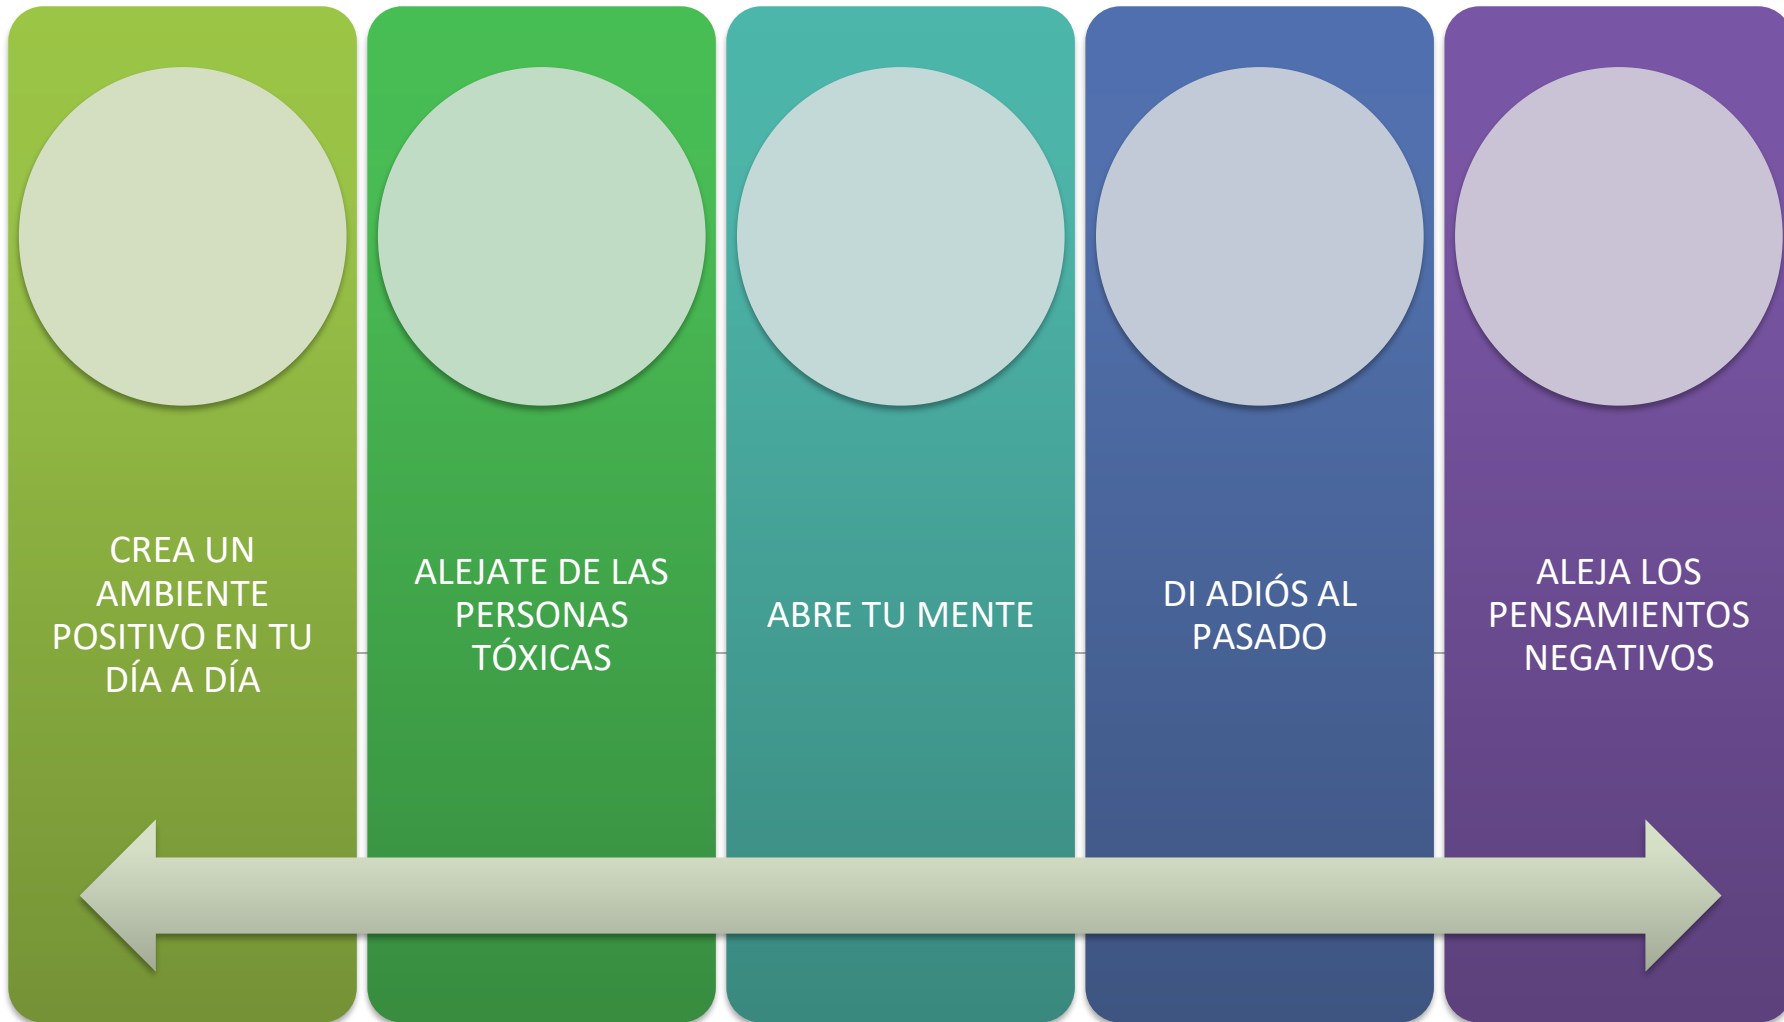 CREA UN
AMBIENTE
POSITIVO EN TU
DÍA A DÍA
ALEJATE DE LAS
PERSONAS
TÓXICAS
ABRE TU MENTE
DI ADIÓS AL
PASADO
ALEJA LOS
PENSAMIENTOS
NEGATIVOS